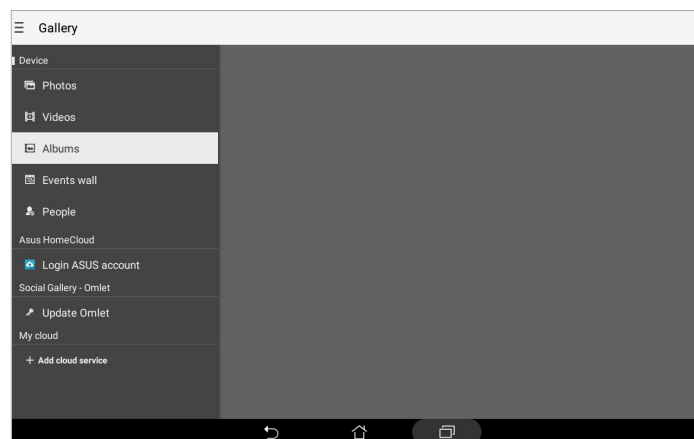 Gallery
Device
Photos
Videos
Albums
Events wall
People
Asus HomeCloud
Login ASUS account
Social Gallery - Omlet
Update Omlet
My cloud
+ Add cloud service